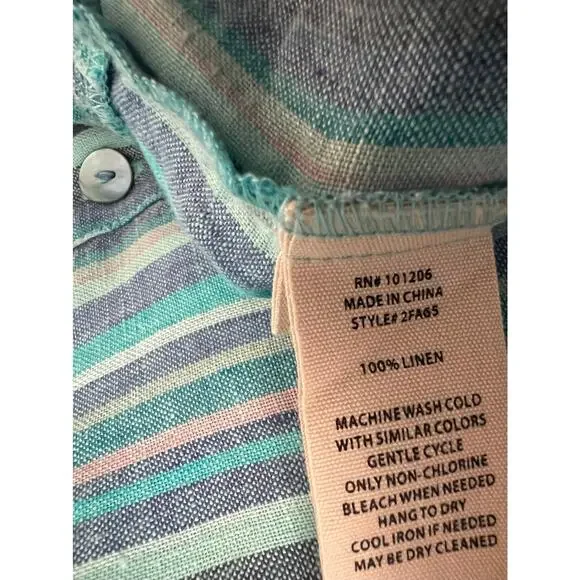 RN# 101206
MADE IN CHINA
STYLE# 2FAG5
100% LINEN
MACHINE WASH COLD
WITH SIMILAR COLORS
GENTLE CYCLE
ONLY NON-CHLORINE
BLEACH WHEN NEEDED
HANG TO DRY
COOL IRON IF NEEDED
MAY BE DRY CLEANED